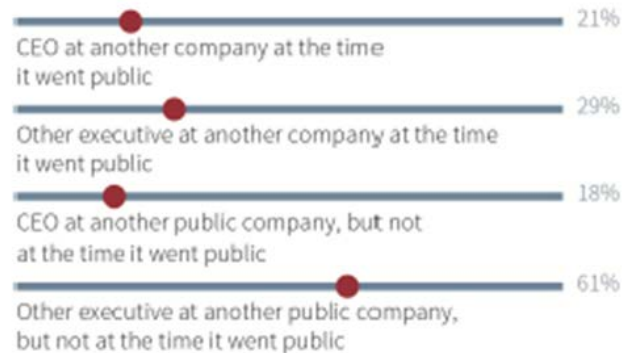 21%
CEO at another company at the time
it went public
29%
Other executive at another company at the time
it went public
18%
CEO at another public company, but not
at the time it went public
61%
Other executive at another public company,
but not at the time it went public